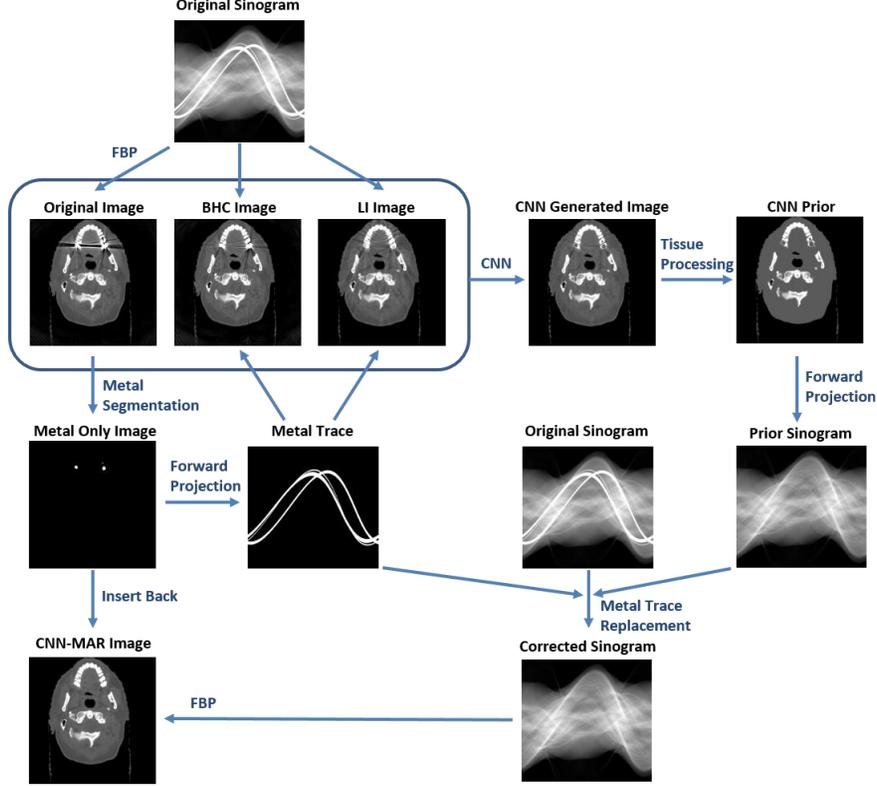 Original Sinogram
FBP
Original Image
BHC Image
LI Image
CNN Generated Image
CNN Prior
CNN
Tissue
Processing
Metal
Segmentation
Forward
Projection
Metal Only Image
Metal Trace
Original Sinogram
Prior Sinogram
Forward
Projection
Insert Back
Metal Trace
Replacement
CNN-MAR Image
Corrected Sinogram
FBP